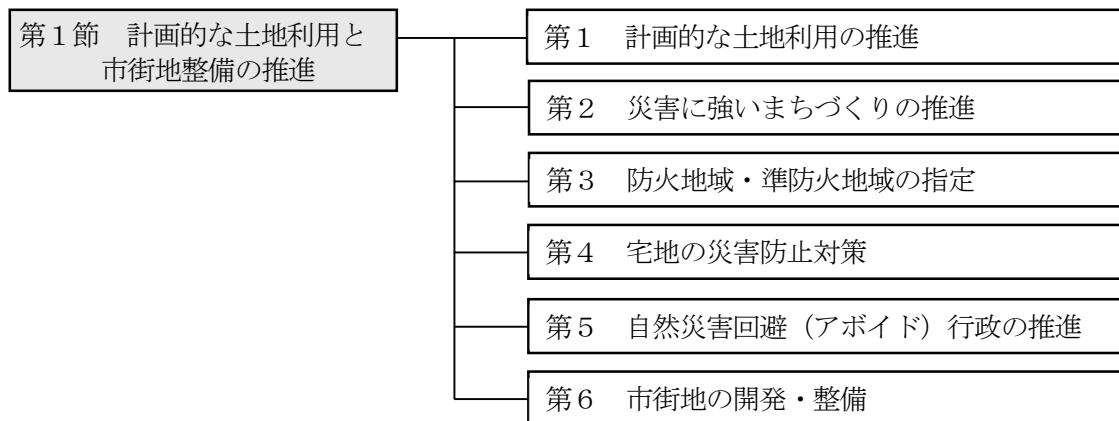 第１節　計画的な土地利用と
市街地整備の推進
第１　計画的な土地利用の推進
第２　災害に強いまちづくりの推進
第３　防火地域・準防火地域の指定
第４　宅地の災害防止対策
第５　自然災害回避（アボイド）行政の推進
第６　市街地の開発・整備